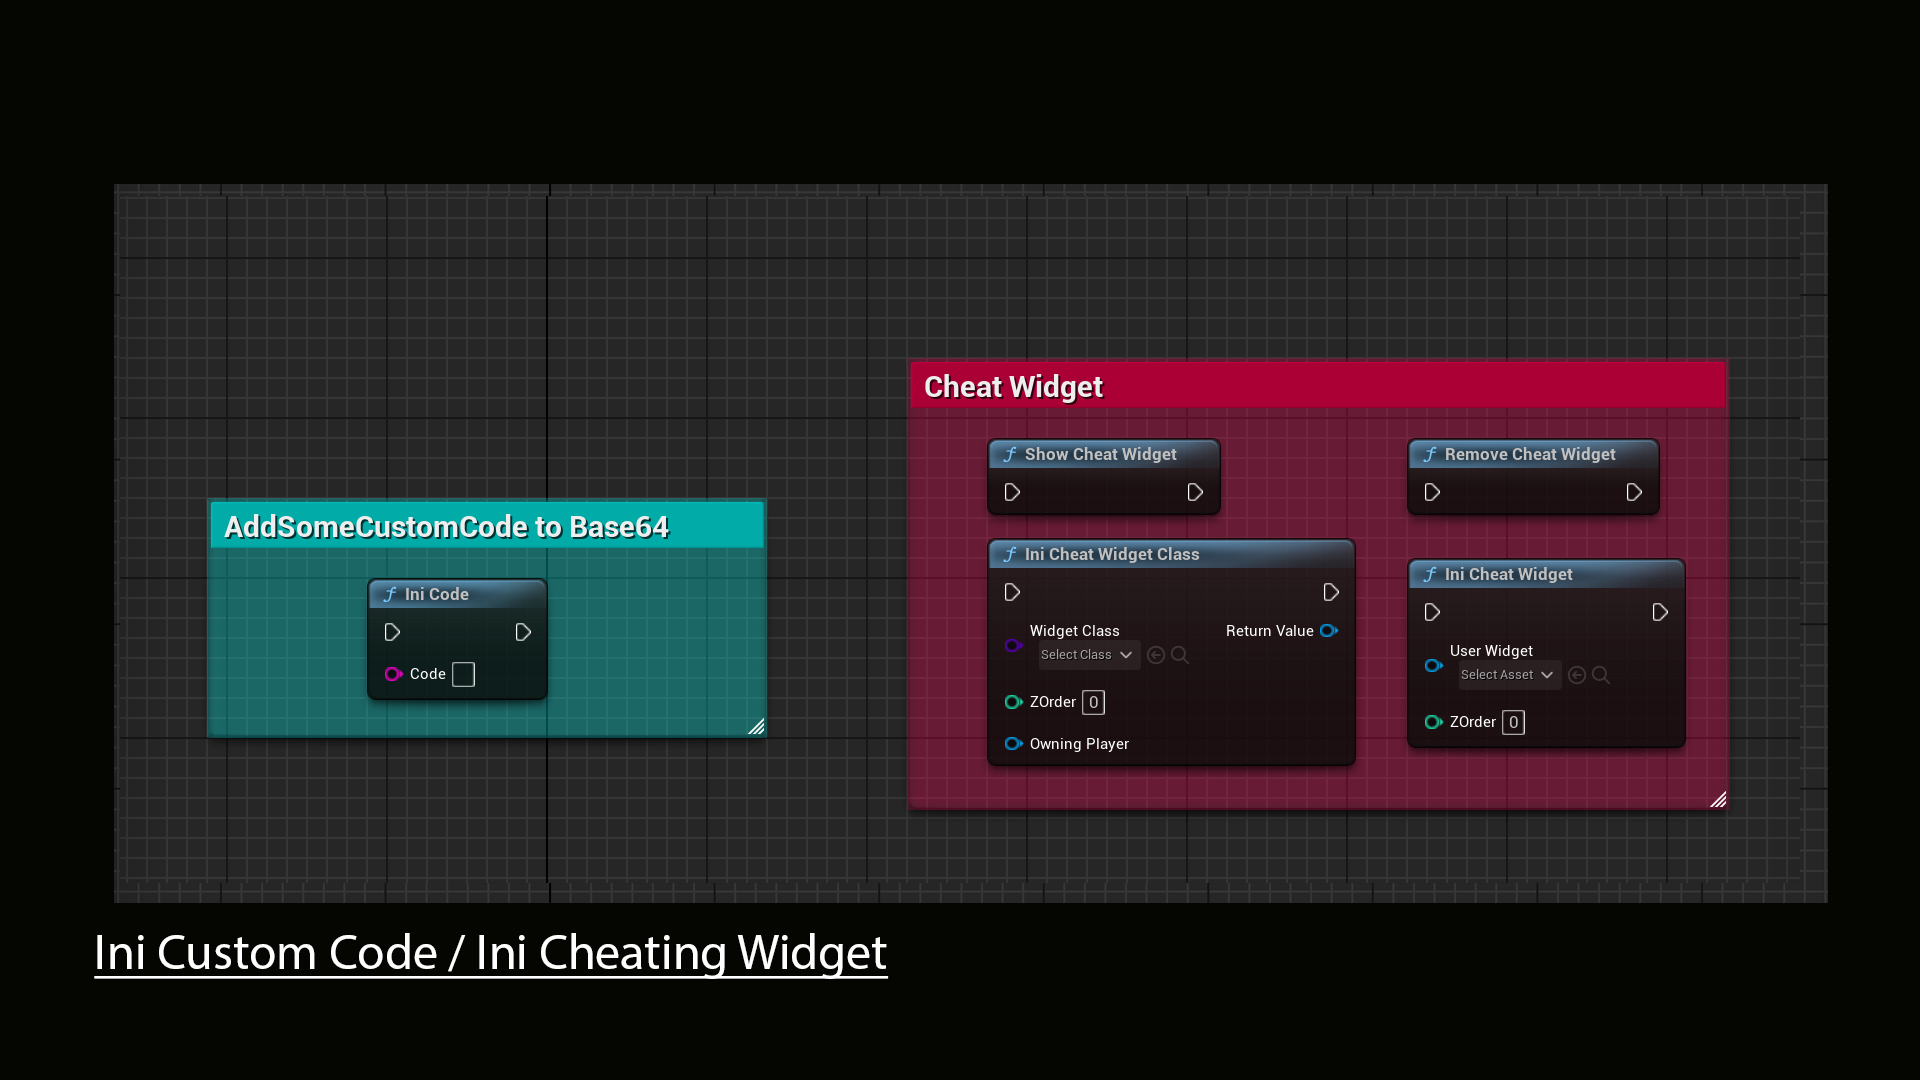 AddSomeCustomCode to Base64
Ini Code
Code
Cheat Widget
Show Cheat Widget
Remove Cheat Widget
Ini Cheat Widget Class
Widget Class
Select Class
Return Value
ZOrder 0
Owning Player
Ini Cheat Widget
User Widget
Select Asset
ZOrder 0
Ini Custom Code / Ini Cheating Widget